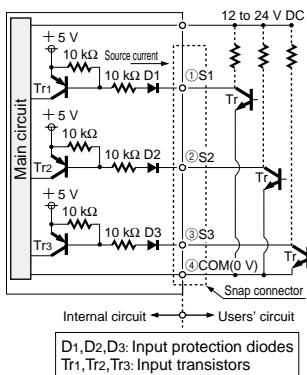 12 to 24 V DC
+ 5 V
10 kΩ
Source current
10 kΩ D1
①S1
Tr1
Tr
Main circuit
+ 5 V
10 kΩ
10 kΩ D2
②S2
Tr2
Tr
+ 5 V
10 kΩ
10 kΩ D3
③S3
Tr3
Tr
④COM(0 V)
Snap connector
Internal circuit
Users' circuit
D1,D2,D3: Input protection diodes
Tr1,Tr2,Tr3: Input transistors